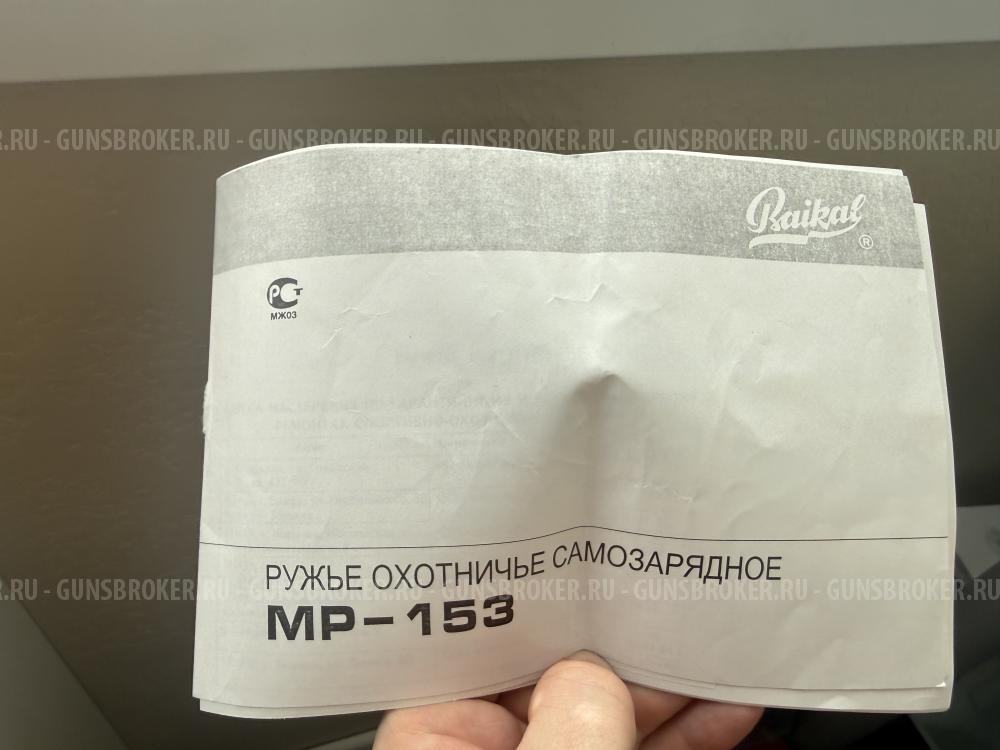 .RU - GUNSBROKER.RU - GUNSBROKER.RU - GUNSBROKER.RU - GUNSBROKER.RU - GUNSBROKER.RU
Baikal ®
РСТ
МЖ03
РУЖЬЕ ОХОТНИЧЬЕ САМОЗАРЯДНОЕ
.RU - GUNSBROKER.RU - GUNSBROKER.RU - GUNSBROKER.RU - GUNSBROKER.RU - GUNSBROKER.RU
МР-153